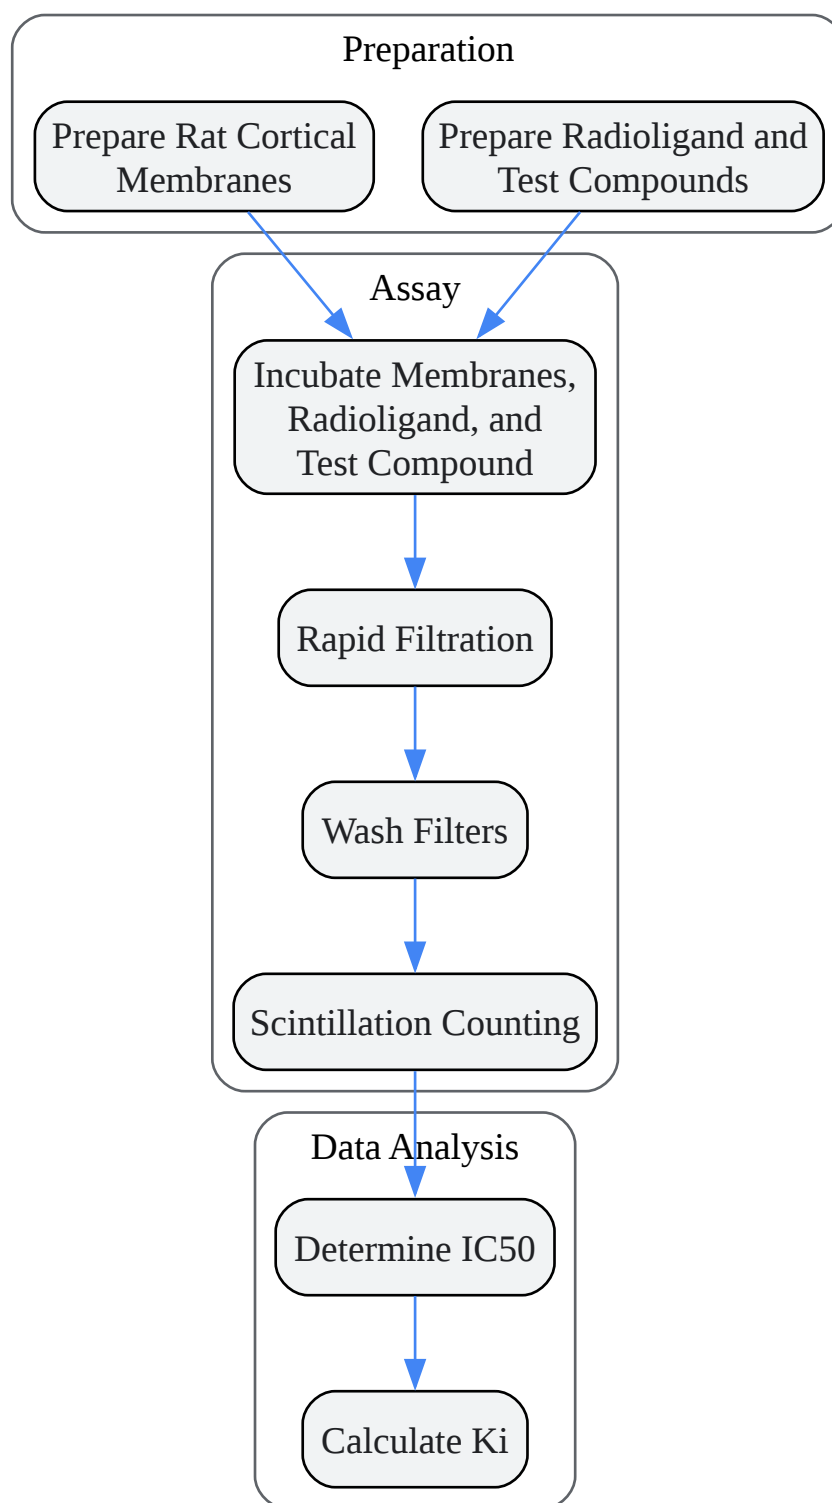 Preparation
Prepare Rat Cortical
Membranes
Prepare Radioligand and
Test Compounds
Assay
Incubate Membranes,
Radioligand, and
Test Compound
Rapid Filtration
Wash Filters
Scintillation Counting
Data Analysis
Determine IC50
Calculate Ki